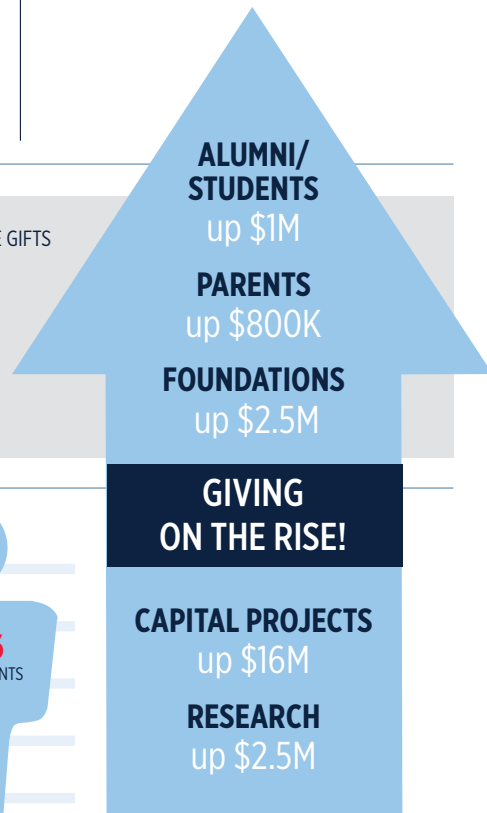 ALUMNI/
STUDENTS
up $1M
GIFTS
PARENTS
up $800K
FOUNDATIONS
up $2.5M
GIVING
ON THE RISE!
CAPITAL PROJECTS
up $16M
RESEARCH
up $2.5M